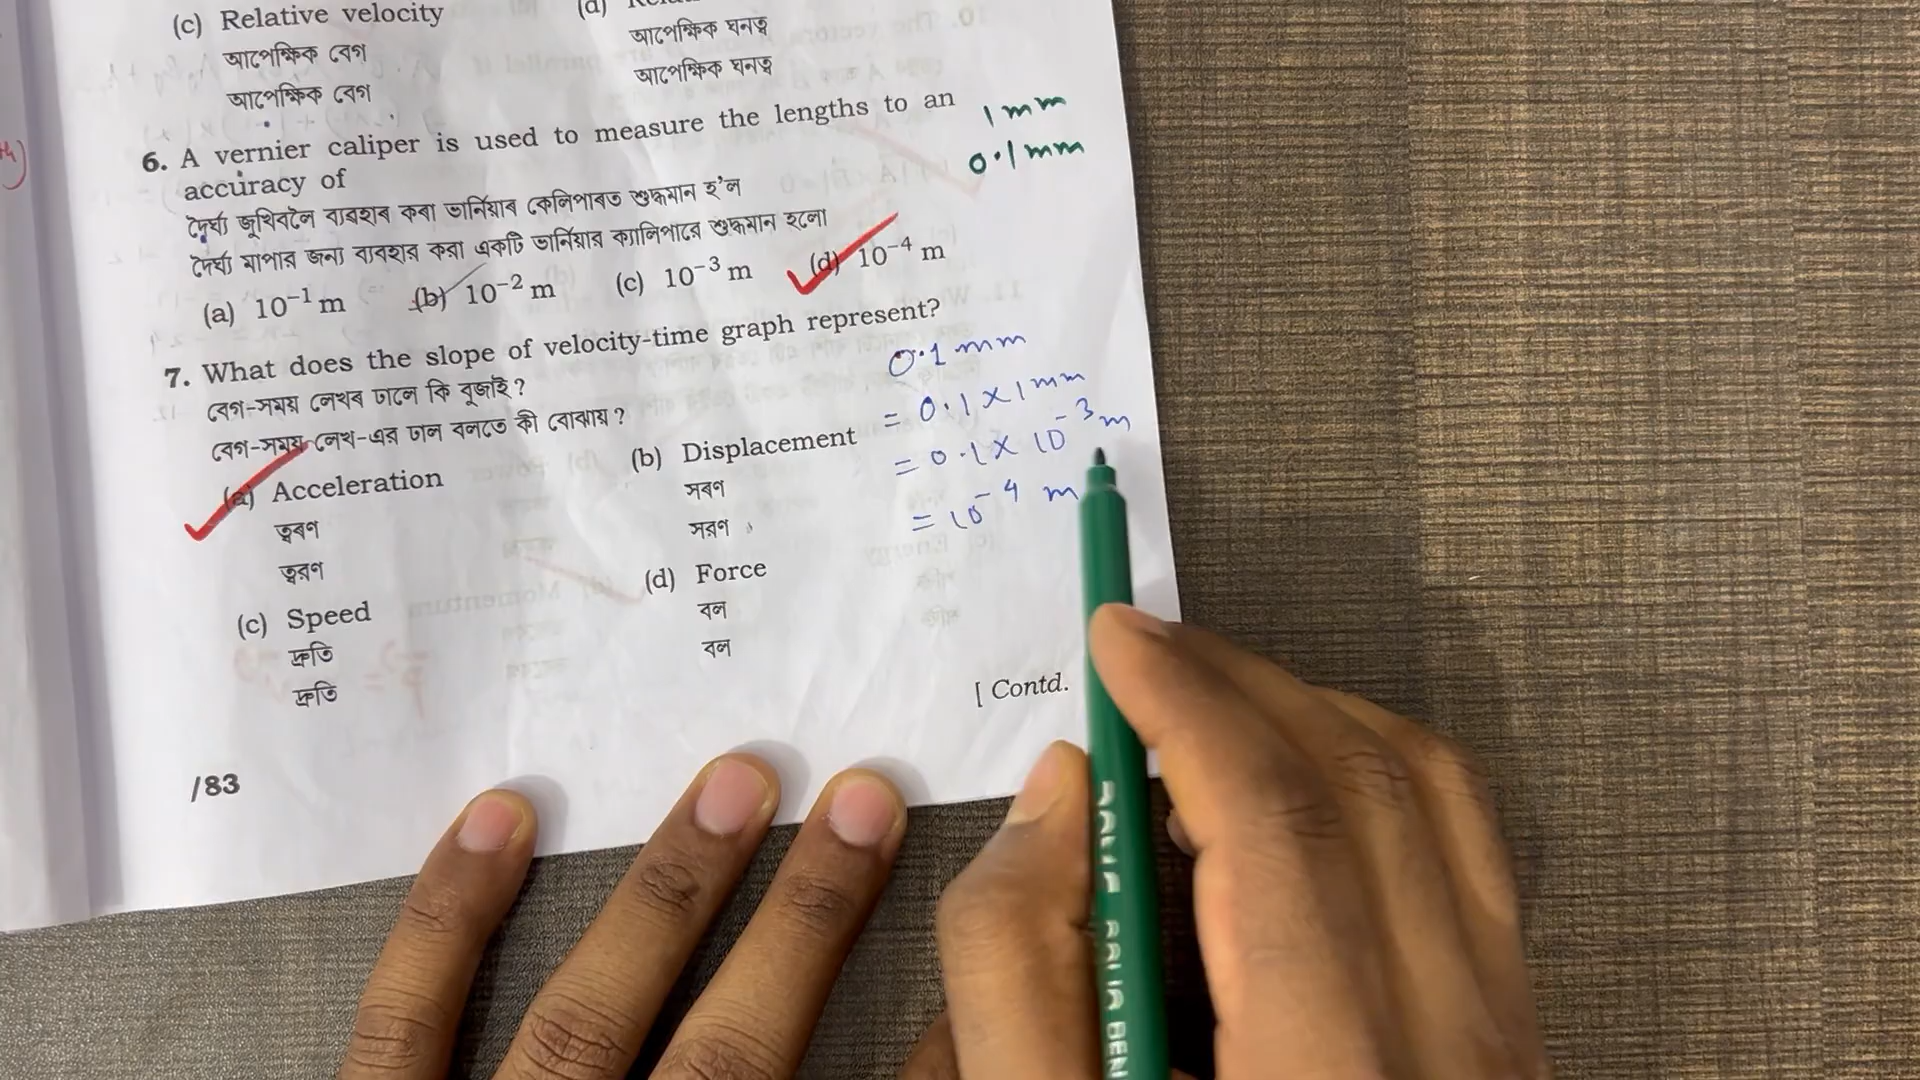 (c) Relative velocity
(d)
আপেক্ষিক বেগ
আপেক্ষিক ঘনত্ব
আপেক্ষিক বেগ
আপেক্ষিক ঘনত্ব
6. A vernier caliper is used to measure the lengths to an
accuracy of
1 mm
0.1 mm
দৈৰ্ঘ্য জুখিবলৈ ব্যৱহাৰ কৰা ভাৰ্নিয়াৰ কেলিপাৰত শুদ্ধমান হ'ল
দৈর্ঘ্য মাপার জন্য ব্যবহার করা একটি ভার্নিয়ার ক্যালিপারে শুদ্ধমান হলো
(a) 10⁻¹ m (b) 10⁻² m (c) 10⁻³ m (d) 10⁻⁴ m
7. What does the slope of velocity-time graph represent?
বেগ-সময় লেখৰ ঢালে কি বুজাই ?
বেগ-সময় লেখ-এর ঢাল বলতে কী বোঝায় ?
0.1 mm
= 0.1 × 1 mm
= 0.1 × 10⁻³ m
= 10⁻⁴ m
(a) Acceleration (b) Displacement
ত্বৰণ সৰণ
ত্বরণ সরণ
(c) Speed (d) Force
দ্ৰুতি বল
দ্রুতি বল
[ Contd.
/83